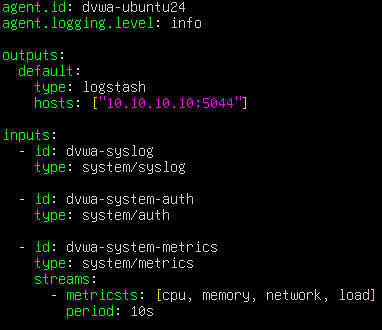 agent.id: dvwa-ubuntu24
agent.logging.level: info

outputs:
  default:
    type: logstash
    hosts: ["10.10.10.10:5044"]

inputs:
  - id: dvwa-syslog
    type: system/syslog

  - id: dvwa-system-auth
    type: system/auth

  - id: dvwa-system-metrics
    type: system/metrics
    streams:
      - metricsts: [cpu, memory, network, load]
        period: 10s